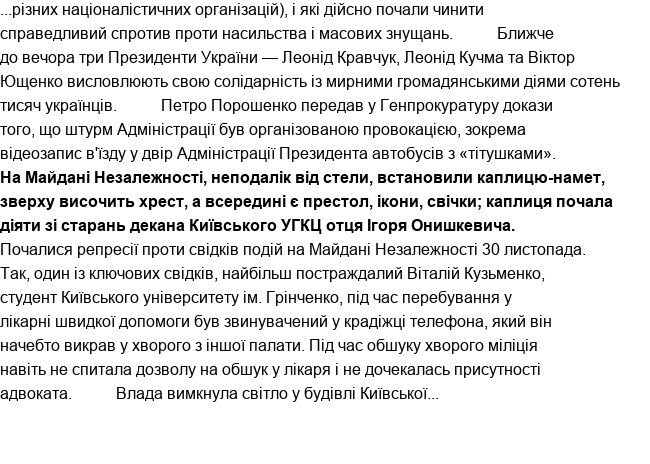 ...різних націоналістичних організацій), і які дійсно почали чинити
справедливий спротив проти насильства і масових знущань. Ближче
до вечора три Президенти України — Леонід Кравчук, Леонід Кучма та Віктор
Ющенко висловлюють свою солідарність із мирними громадянськими діями сотень
тисяч українців. Петро Порошенко передав у Генпрокуратуру докази
того, що штурм Адміністрації був організованою провокацією, зокрема
відеозапис в'їзду у двір Адміністрації Президента автобусів з «тітушками».
На Майдані Незалежності, неподалік від стели, встановили каплицю-намет,
зверху височить хрест, а всередині є престол, ікони, свічки; каплиця почала
діяти зі старань декана Київського УГКЦ отця Ігоря Онишкевича.
Почалися репресії проти свідків подій на Майдані Незалежності 30 листопада.
Так, один із ключових свідків, найбільш постраждалий Віталій Кузьменко,
студент Київського університету ім. Грінченко, під час перебування у
лікарні швидкої допомоги був звинувачений у крадіжці телефона, який він
начебто викрав у хворого з іншої палати. Під час обшуку хворого міліція
навіть не спитала дозволу на обшук у лікаря і не дочекалась присутності
адвоката. Влада вимкнула світло у будівлі Київської...